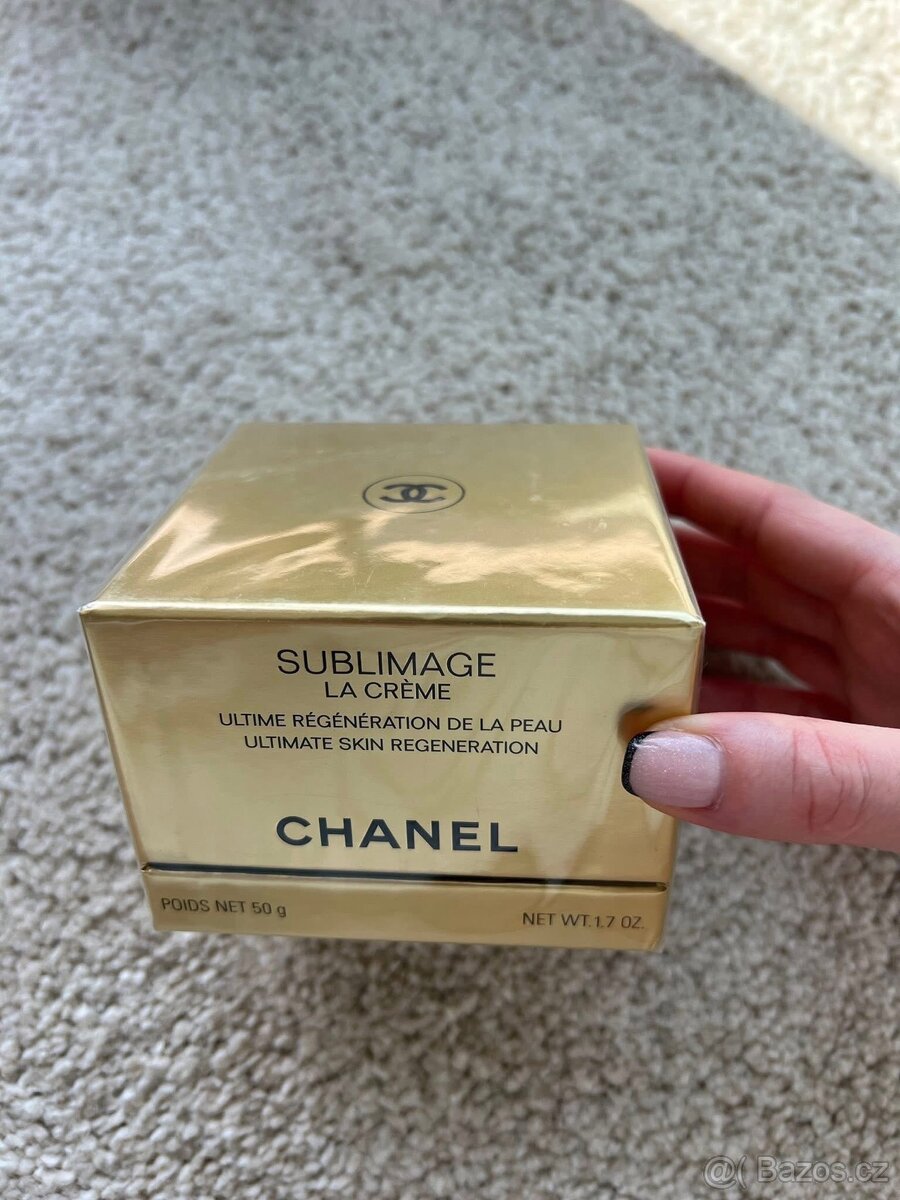 SUBLIMAGE
LA CRÈME
ULTIME RÉGÉNÉRATION DE LA PEAU
ULTIMATE SKIN REGENERATION
CHANEL
POIDS NET 50 g
NET WT. 1.7 OZ.
@( Bazos.cz